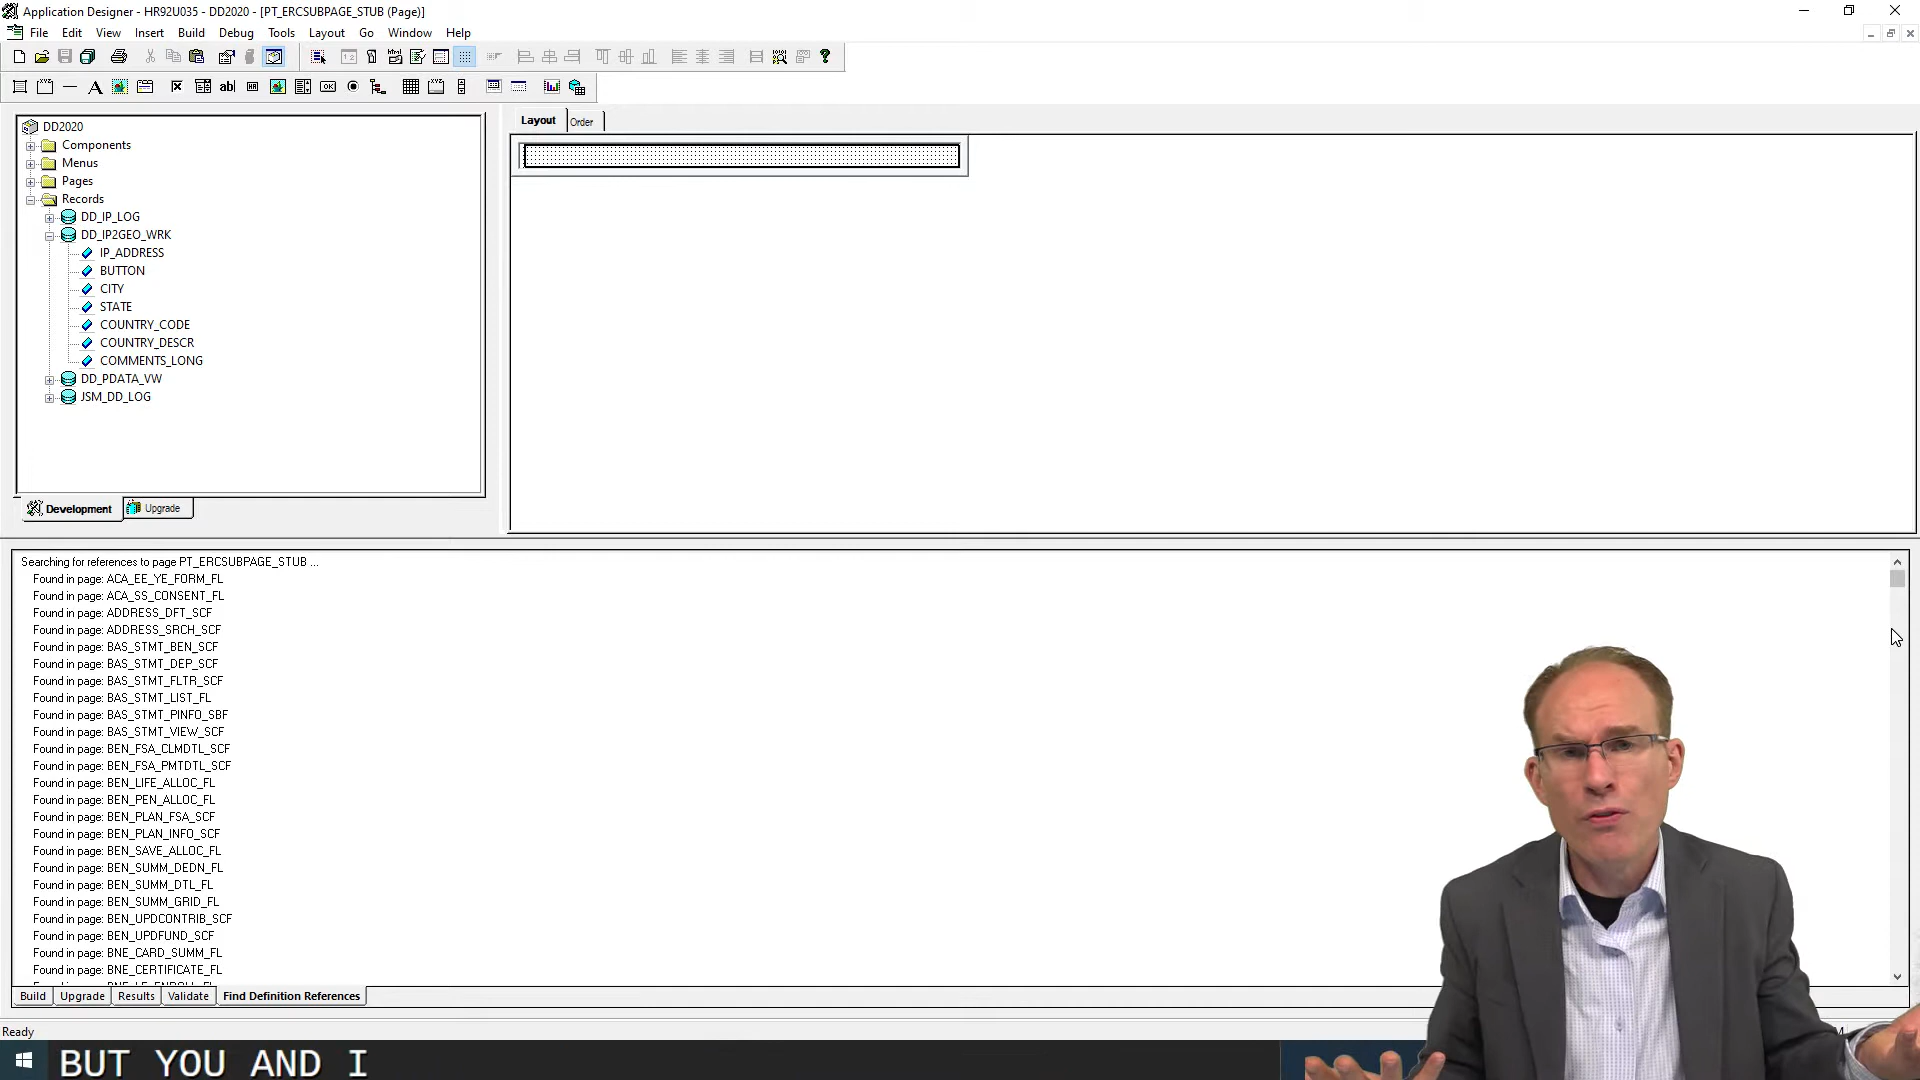 Application Designer - HR92U035 - DD2020 - [PT_ERCSUBPAGE_STUB (Page)]
File Edit View Insert Build Debug Tools Layout Go Window Help
DD2020
Components
Menus
Pages
Records
DD_IP_LOG
DD_IP2GEO_WRK
IP_ADDRESS
BUTTON
CITY
STATE
COUNTRY_CODE
COUNTRY_DESCR
COMMENTS_LONG
DD_PDATA_VW
JSM_DD_LOG
Development Upgrade
Layout Order
Searching for references to page PT_ERCSUBPAGE_STUB ...
Found in page: ACA_EE_YE_FORM_FL
Found in page: ACA_SS_CONSENT_FL
Found in page: ADDRESS_DFT_SCF
Found in page: ADDRESS_SRCH_SCF
Found in page: BAS_STMT_BEN_SCF
Found in page: BAS_STMT_DEP_SCF
Found in page: BAS_STMT_FLTR_SCF
Found in page: BAS_STMT_LIST_FL
Found in page: BAS_STMT_PINFO_SBF
Found in page: BAS_STMT_VIEW_SCF
Found in page: BEN_FSA_CLMDTL_SCF
Found in page: BEN_FSA_PMTDTL_SCF
Found in page: BEN_LIFE_ALLOC_FL
Found in page: BEN_PEN_ALLOC_FL
Found in page: BEN_PLAN_FSA_SCF
Found in page: BEN_PLAN_INFO_SCF
Found in page: BEN_SAVE_ALLOC_FL
Found in page: BEN_SUMM_DEDN_FL
Found in page: BEN_SUMM_DTL_FL
Found in page: BEN_SUMM_GRID_FL
Found in page: BEN_UPDCONTRIB_SCF
Found in page: BEN_UPDFUND_SCF
Found in page: BNE_CARD_SUMM_FL
Found in page: BNE_CERTIFICATE_FL
Build Upgrade Results Validate Find Definition References
Ready
BUT YOU AND I